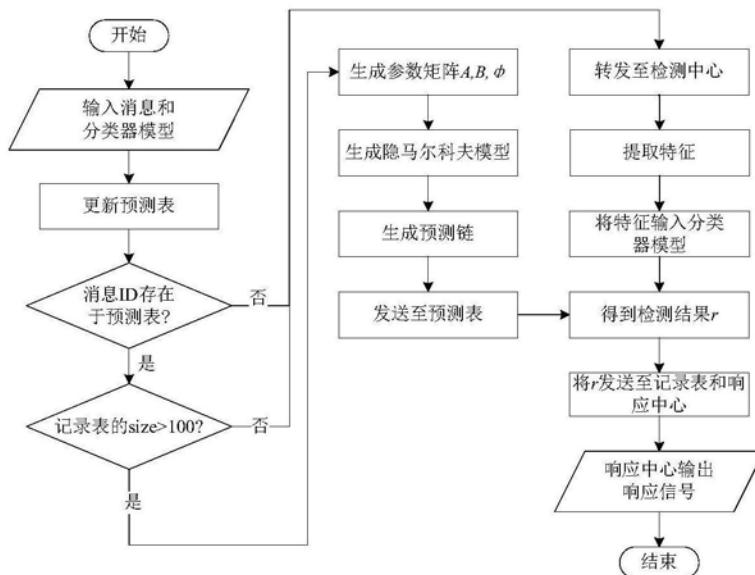 开始
输入消息和
分类器模型
更新预测表
消息ID存在
于预测表?
否
是
记录表的size>100?
否
是
生成参数矩阵A,B,ϕ
生成隐马尔科夫模型
生成预测链
发送至预测表
转发至检测中心
提取特征
将特征输入分类
器模型
得到检测结果r
将r发送至记录表和响
应中心
响应中心输出
响应信号
结束